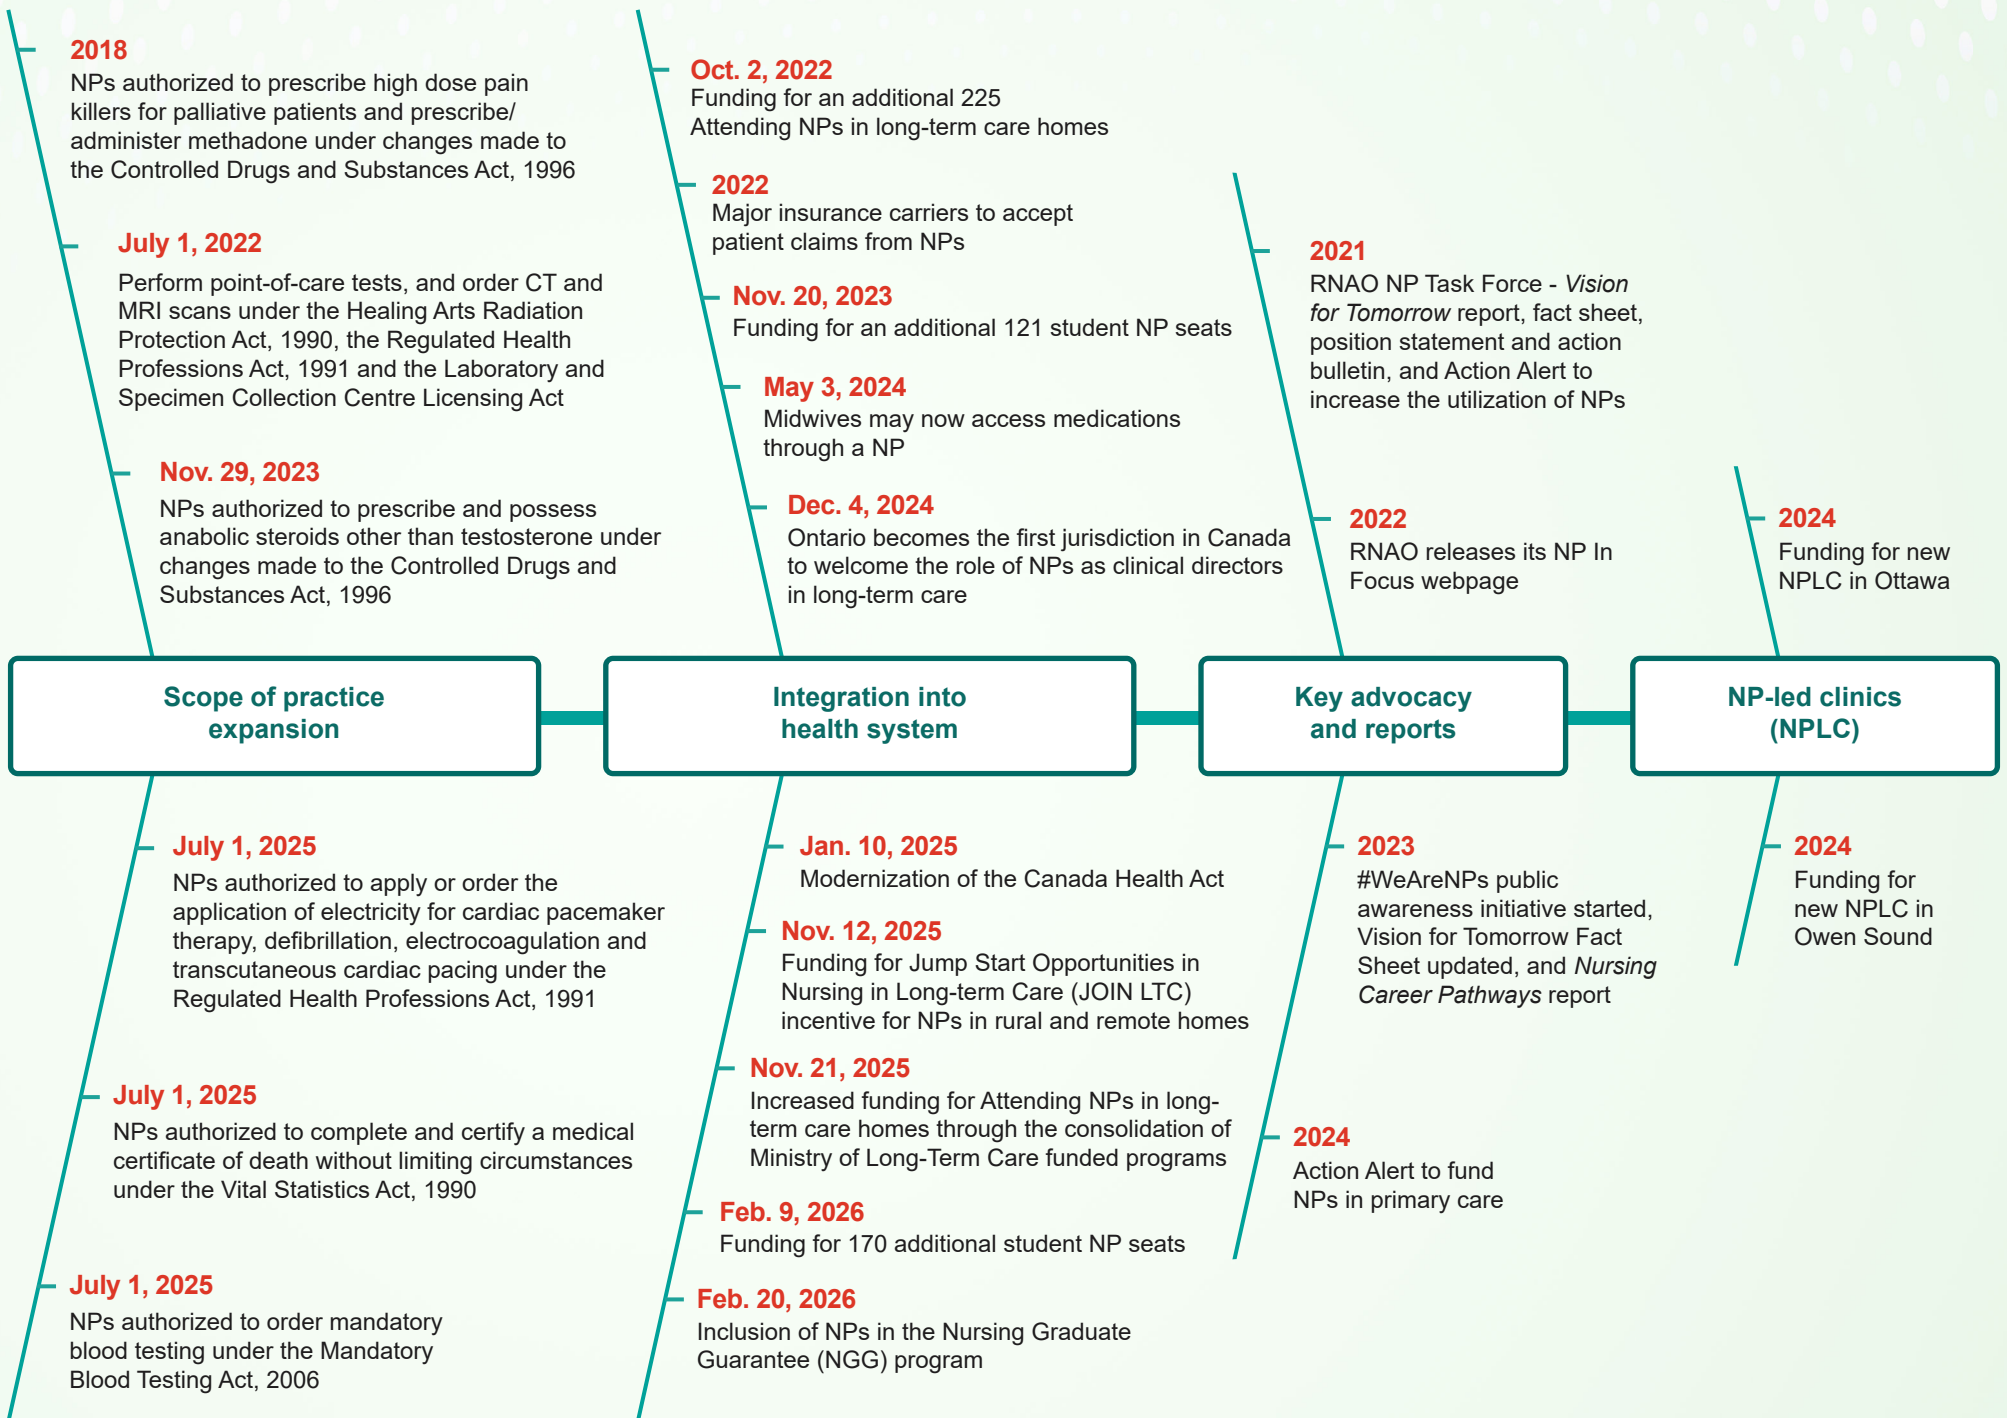 2018
NPs authorized to prescribe high dose pain
killers for palliative patients and prescribe/
administer methadone under changes made to
the Controlled Drugs and Substances Act, 1996
July 1, 2022
Perform point-of-care tests, and order CT and
MRI scans under the Healing Arts Radiation
Protection Act, 1990, the Regulated Health
Professions Act, 1991 and the Laboratory and
Specimen Collection Centre Licensing Act
Nov. 29, 2023
NPs authorized to prescribe and possess
anabolic steroids other than testosterone under
changes made to the Controlled Drugs and
Substances Act, 1996
Oct. 2, 2022
Funding for an additional 225
Attending NPs in long-term care homes
2022
Major insurance carriers to accept
patient claims from NPs
Nov. 20, 2023
Funding for an additional 121 student NP seats
May 3, 2024
Midwives may now access medications
through a NP
Dec. 4, 2024
Ontario becomes the first jurisdiction in Canada
to welcome the role of NPs as clinical directors
in long-term care
2021
RNAO NP Task Force - Vision
for Tomorrow report, fact sheet,
position statement and action
bulletin, and Action Alert to
increase the utilization of NPs
2022
RNAO releases its NP In
Focus webpage
2024
Funding for new
NPLC in Ottawa
Scope of practice
expansion
Integration into
health system
Key advocacy
and reports
NP-led clinics
(NPLC)
July 1, 2025
NPs authorized to apply or order the
application of electricity for cardiac pacemaker
therapy, defibrillation, electrocoagulation and
transcutaneous cardiac pacing under the
Regulated Health Professions Act, 1991
July 1, 2025
NPs authorized to complete and certify a medical
certificate of death without limiting circumstances
under the Vital Statistics Act, 1990
July 1, 2025
NPs authorized to order mandatory
blood testing under the Mandatory
Blood Testing Act, 2006
Jan. 10, 2025
Modernization of the Canada Health Act
Nov. 12, 2025
Funding for Jump Start Opportunities in
Nursing in Long-term Care (JOIN LTC)
incentive for NPs in rural and remote homes
Nov. 21, 2025
Increased funding for Attending NPs in long-
term care homes through the consolidation of
Ministry of Long-Term Care funded programs
Feb. 9, 2026
Funding for 170 additional student NP seats
Feb. 20, 2026
Inclusion of NPs in the Nursing Graduate
Guarantee (NGG) program
2023
#WeAreNPs public
awareness initiative started,
Vision for Tomorrow Fact
Sheet updated, and Nursing
Career Pathways report
2024
Action Alert to fund
NPs in primary care
2024
Funding for
new NPLC in
Owen Sound